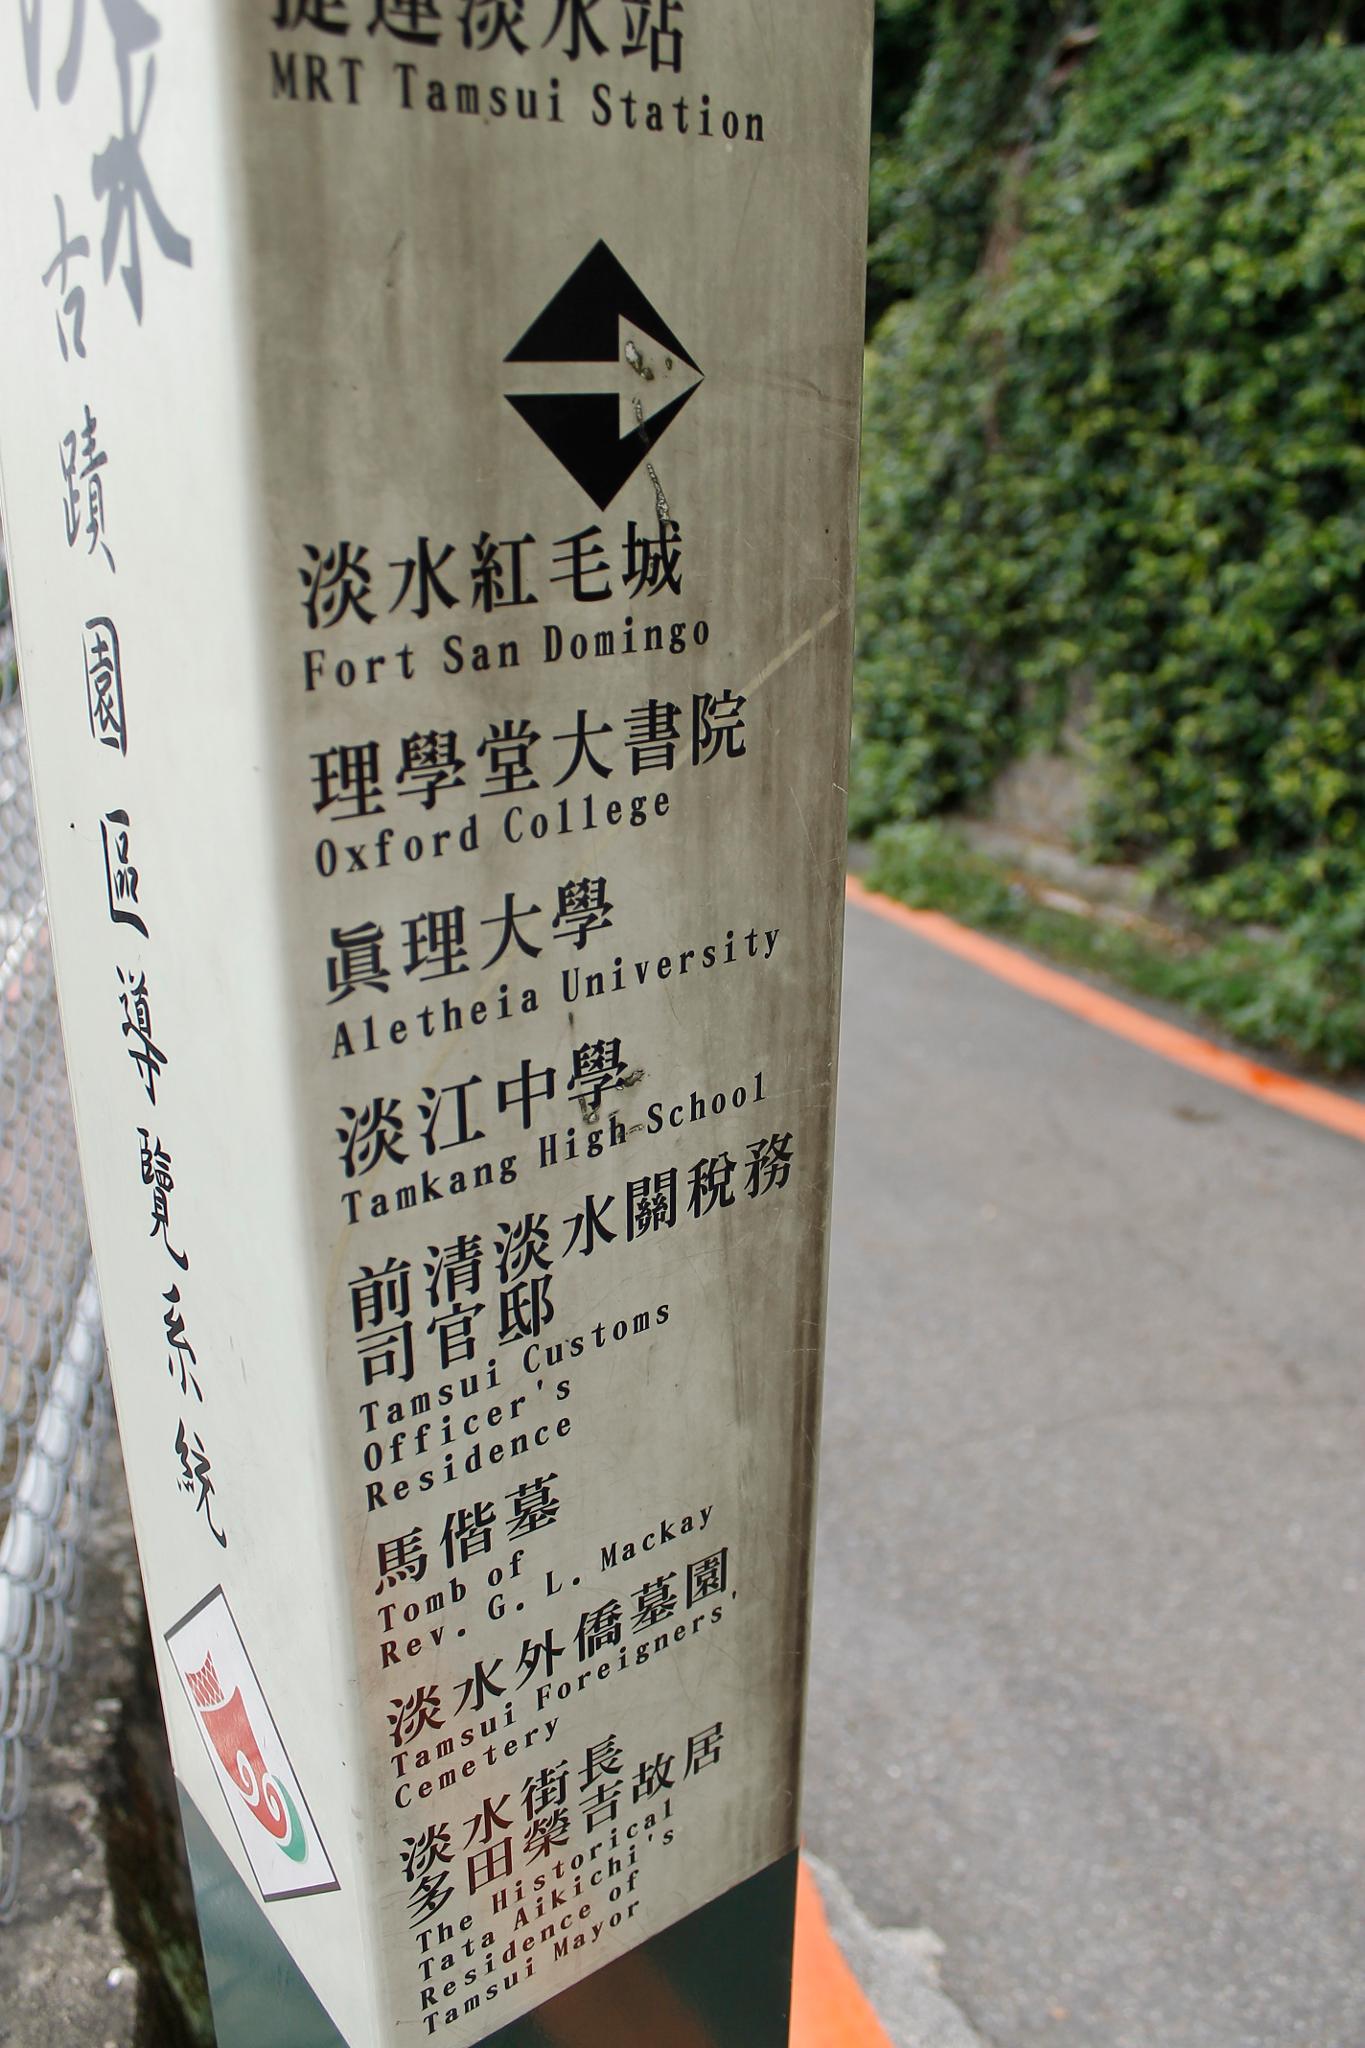 捷運淡水站
MRT Tamsui Station
淡水紅毛城
Fort San Domingo
理學堂大書院
Oxford College
眞理大學
Aletheia University
淡江中學
Tamkang High School
前清淡水關稅務
司官邸
Tamsui Customs
Officer's
Residence
馬偕墓
Tomb of
Rev. G. L. Mackay
淡水外僑墓園
Tamsui Foreigners'
Cemetery
淡水街長
多田榮吉故居
The Historical
Tata Aikichi's
Residence of
Tamsui Mayor
淡水古蹟園區導覽系統